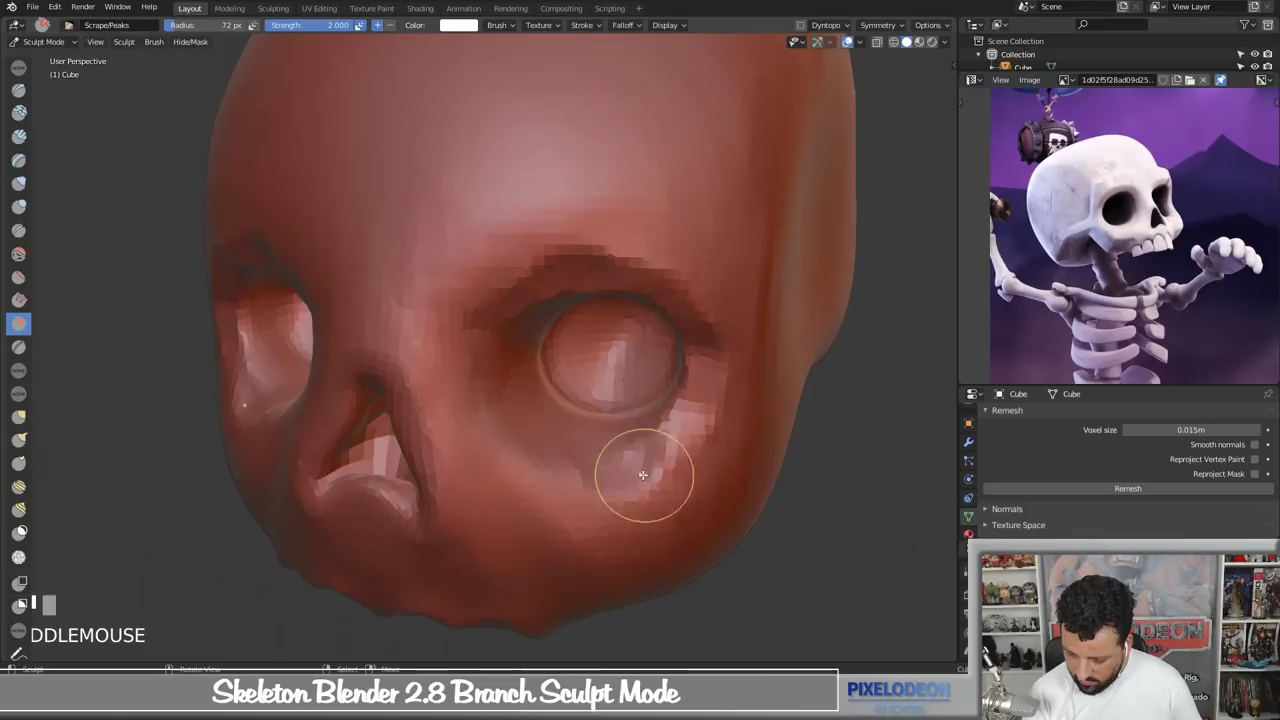 File Edit Render Window Help Layout Modeling Sculpting UV Editing Texture Paint Shading Animation Rendering Compositing Scripting Scene View Layer
Scrape/Peaks Radius: 72 px Strength: 2.000 Color: Brush Texture Stroke Falloff Display Dyntopo Symmetry Options
Sculpt Mode View Sculpt Brush Hide/Mask
Scene Collection
Collection
Cube
User Perspective
(1) Cube
View Image 1d02f5f28ad09d25..
Cube Cube
Remesh
Voxel size 0.015m
Smooth normals
Reproject Vertex Paint
Reproject Mask
Remesh
Normals
Texture Space
DDLEMOUSE
Skeleton Blender 2.8 Branch Sculpt Mode
PIXELODEON
3D SCHOOL